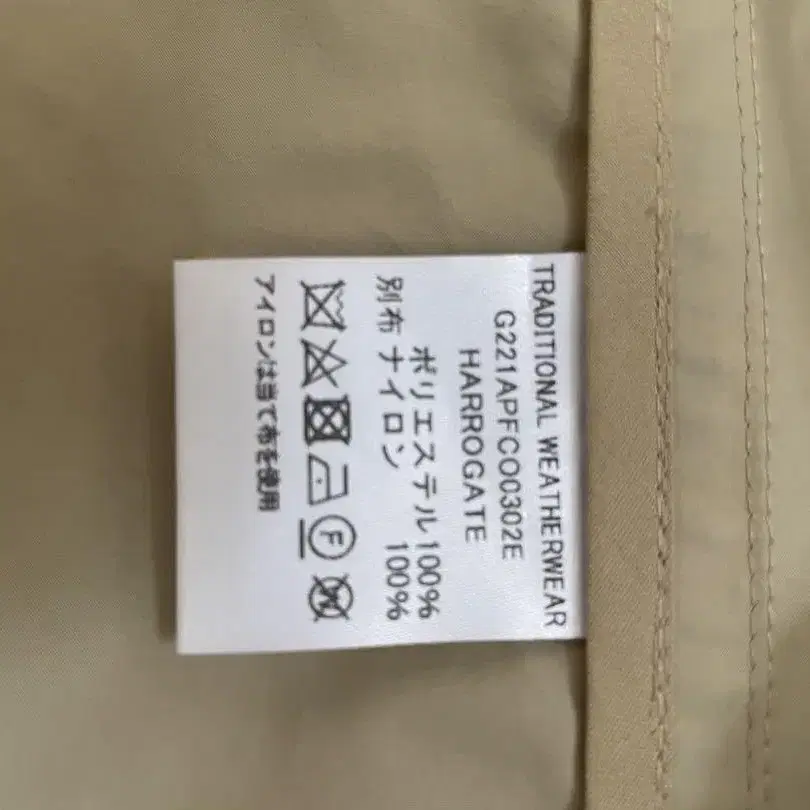 TRADITIONAL WEATHERWEAR
G221APFCO0302E
HARROGATE
ポリエステル100%
別布 ナイロン 100%
F
W
アイロンは当て布を使用